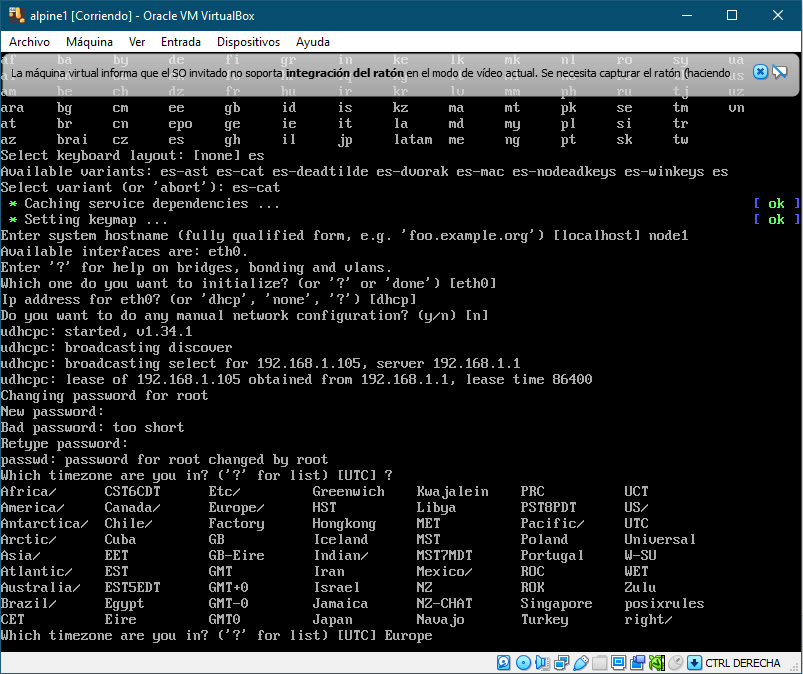 alpine1 [Corriendo] - Oracle VM VirtualBox
Archivo Máquina Ver Entrada Dispositivos Ayuda
af ba by de fi gr in ke lk mk nl ro sy ua
La máquina virtual informa que el SO invitado no soporta integración del ratón en el modo de vídeo actual. Se necesita capturar el ratón (haciendo
am be ch dz fr hu ir kr lv mm ph ru tj uz
ara bg cm ee gb id is kz ma mt pk se tm vn
at br cn epo ge ie it la md my pl si tr
az brai cz es gh il jp latam me ng pt sk tw
Select keyboard layout: [none] es
Available variants: es-ast es-cat es-deadtilde es-dvorak es-mac es-nodeadkeys es-winkeys es
Select variant (or 'abort'): es-cat
* Caching service dependencies ... [ ok ]
* Setting keymap ... [ ok ]
Enter system hostname (fully qualified form, e.g. 'foo.example.org') [localhost] node1
Available interfaces are: eth0.
Enter '?' for help on bridges, bonding and vlans.
Which one do you want to initialize? (or '?' or 'done') [eth0]
Ip address for eth0? (or 'dhcp', 'none', '?') [dhcp]
Do you want to do any manual network configuration? (y/n) [n]
udhcpc: started, v1.34.1
udhcpc: broadcasting discover
udhcpc: broadcasting select for 192.168.1.105, server 192.168.1.1
udhcpc: lease of 192.168.1.105 obtained from 192.168.1.1, lease time 86400
Changing password for root
New password:
Bad password: too short
Retype password:
passwd: password for root changed by root
Which timezone are you in? ('?' for list) [UTC] ?
Africa/ CST6CDT Etc/ Greenwich Kwajalein PRC UCT
America/ Canada/ Europe/ HST Libya PST8PDT US/
Antarctica/ Chile/ Factory Hongkong MET Pacific/ UTC
Arctic/ Cuba GB Iceland MST Poland Universal
Asia/ EET GB-Eire Indian/ MST7MDT Portugal W-SU
Atlantic/ EST GMT Iran Mexico/ ROC WET
Australia/ EST5EDT GMT+0 Israel NZ ROK Zulu
Brazil/ Egypt GMT-0 Jamaica NZ-CHAT Singapore posixrules
CET Eire GMT0 Japan Navajo Turkey right/
Which timezone are you in? ('?' for list) [UTC] Europe
CTRL DERECHA